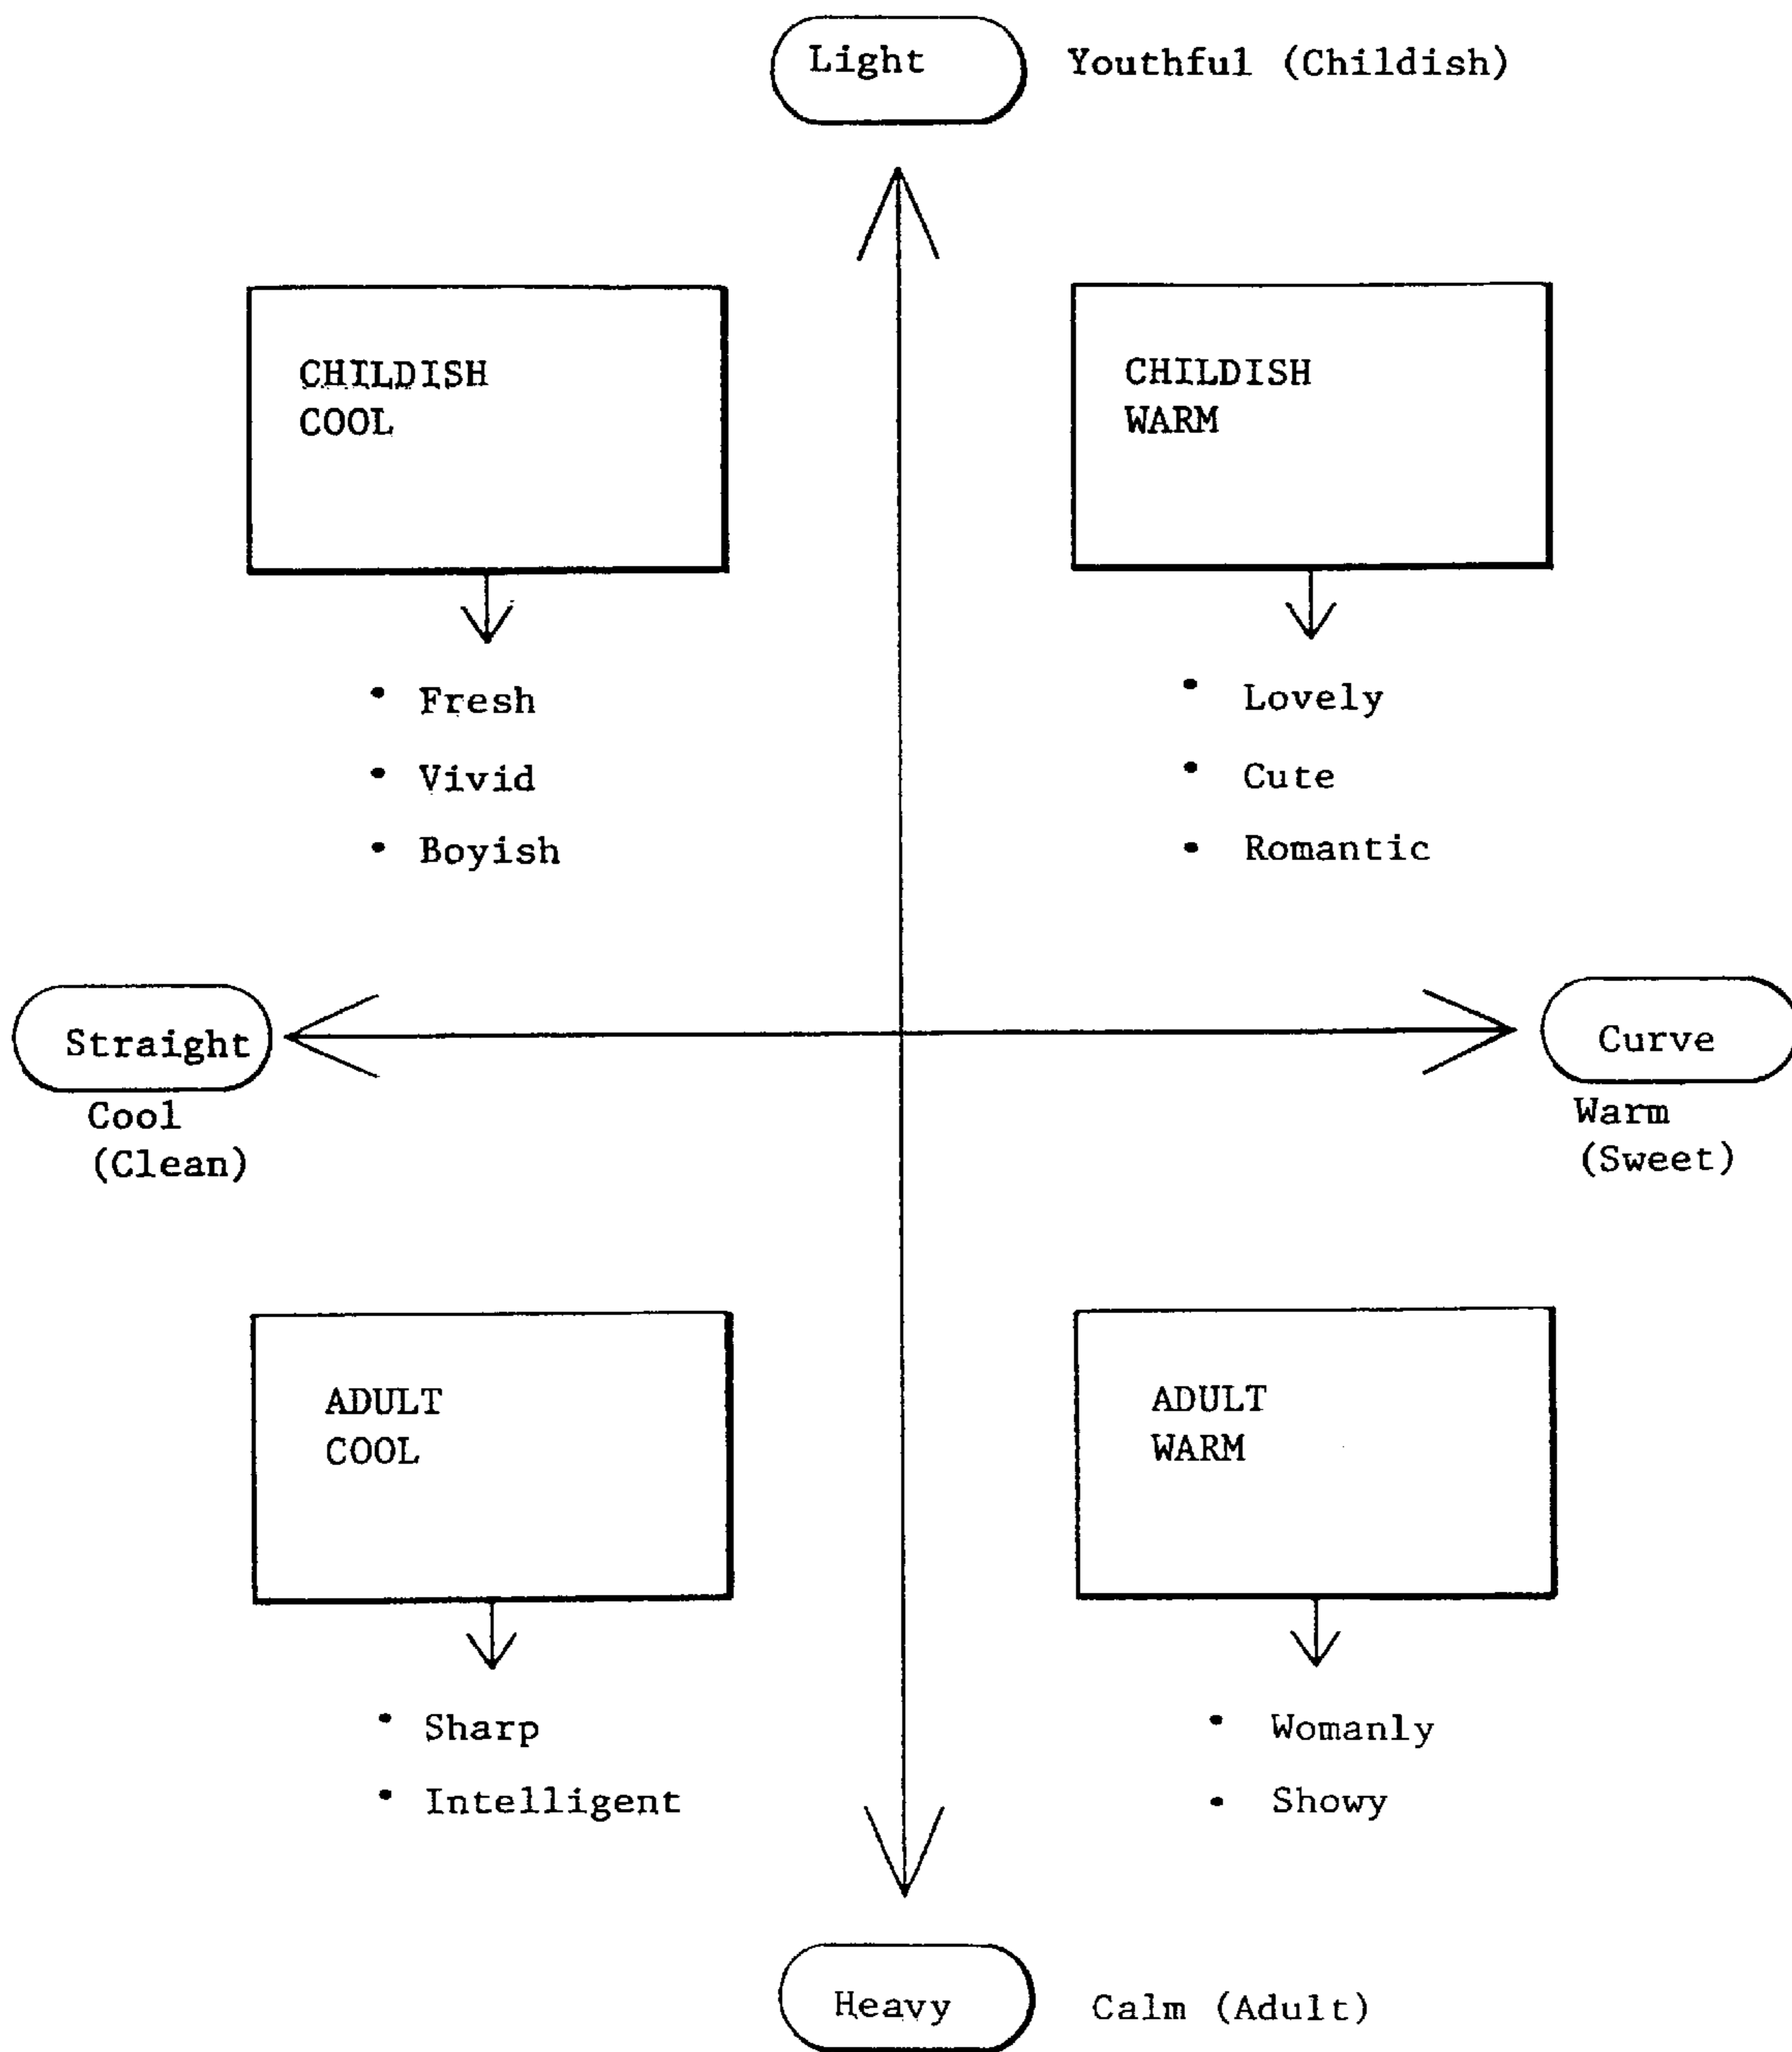 Light
Youthful (Childish)
CHILDISH
COOL
• Fresh
• Vivid
• Boyish
CHILDISH
WARM
• Lovely
• Cute
• Romantic
Straight
Cool
(Clean)
Curve
Warm
(Sweet)
ADULT
COOL
• Sharp
• Intelligent
ADULT
WARM
• Womanly
• Showy
Heavy
Calm (Adult)